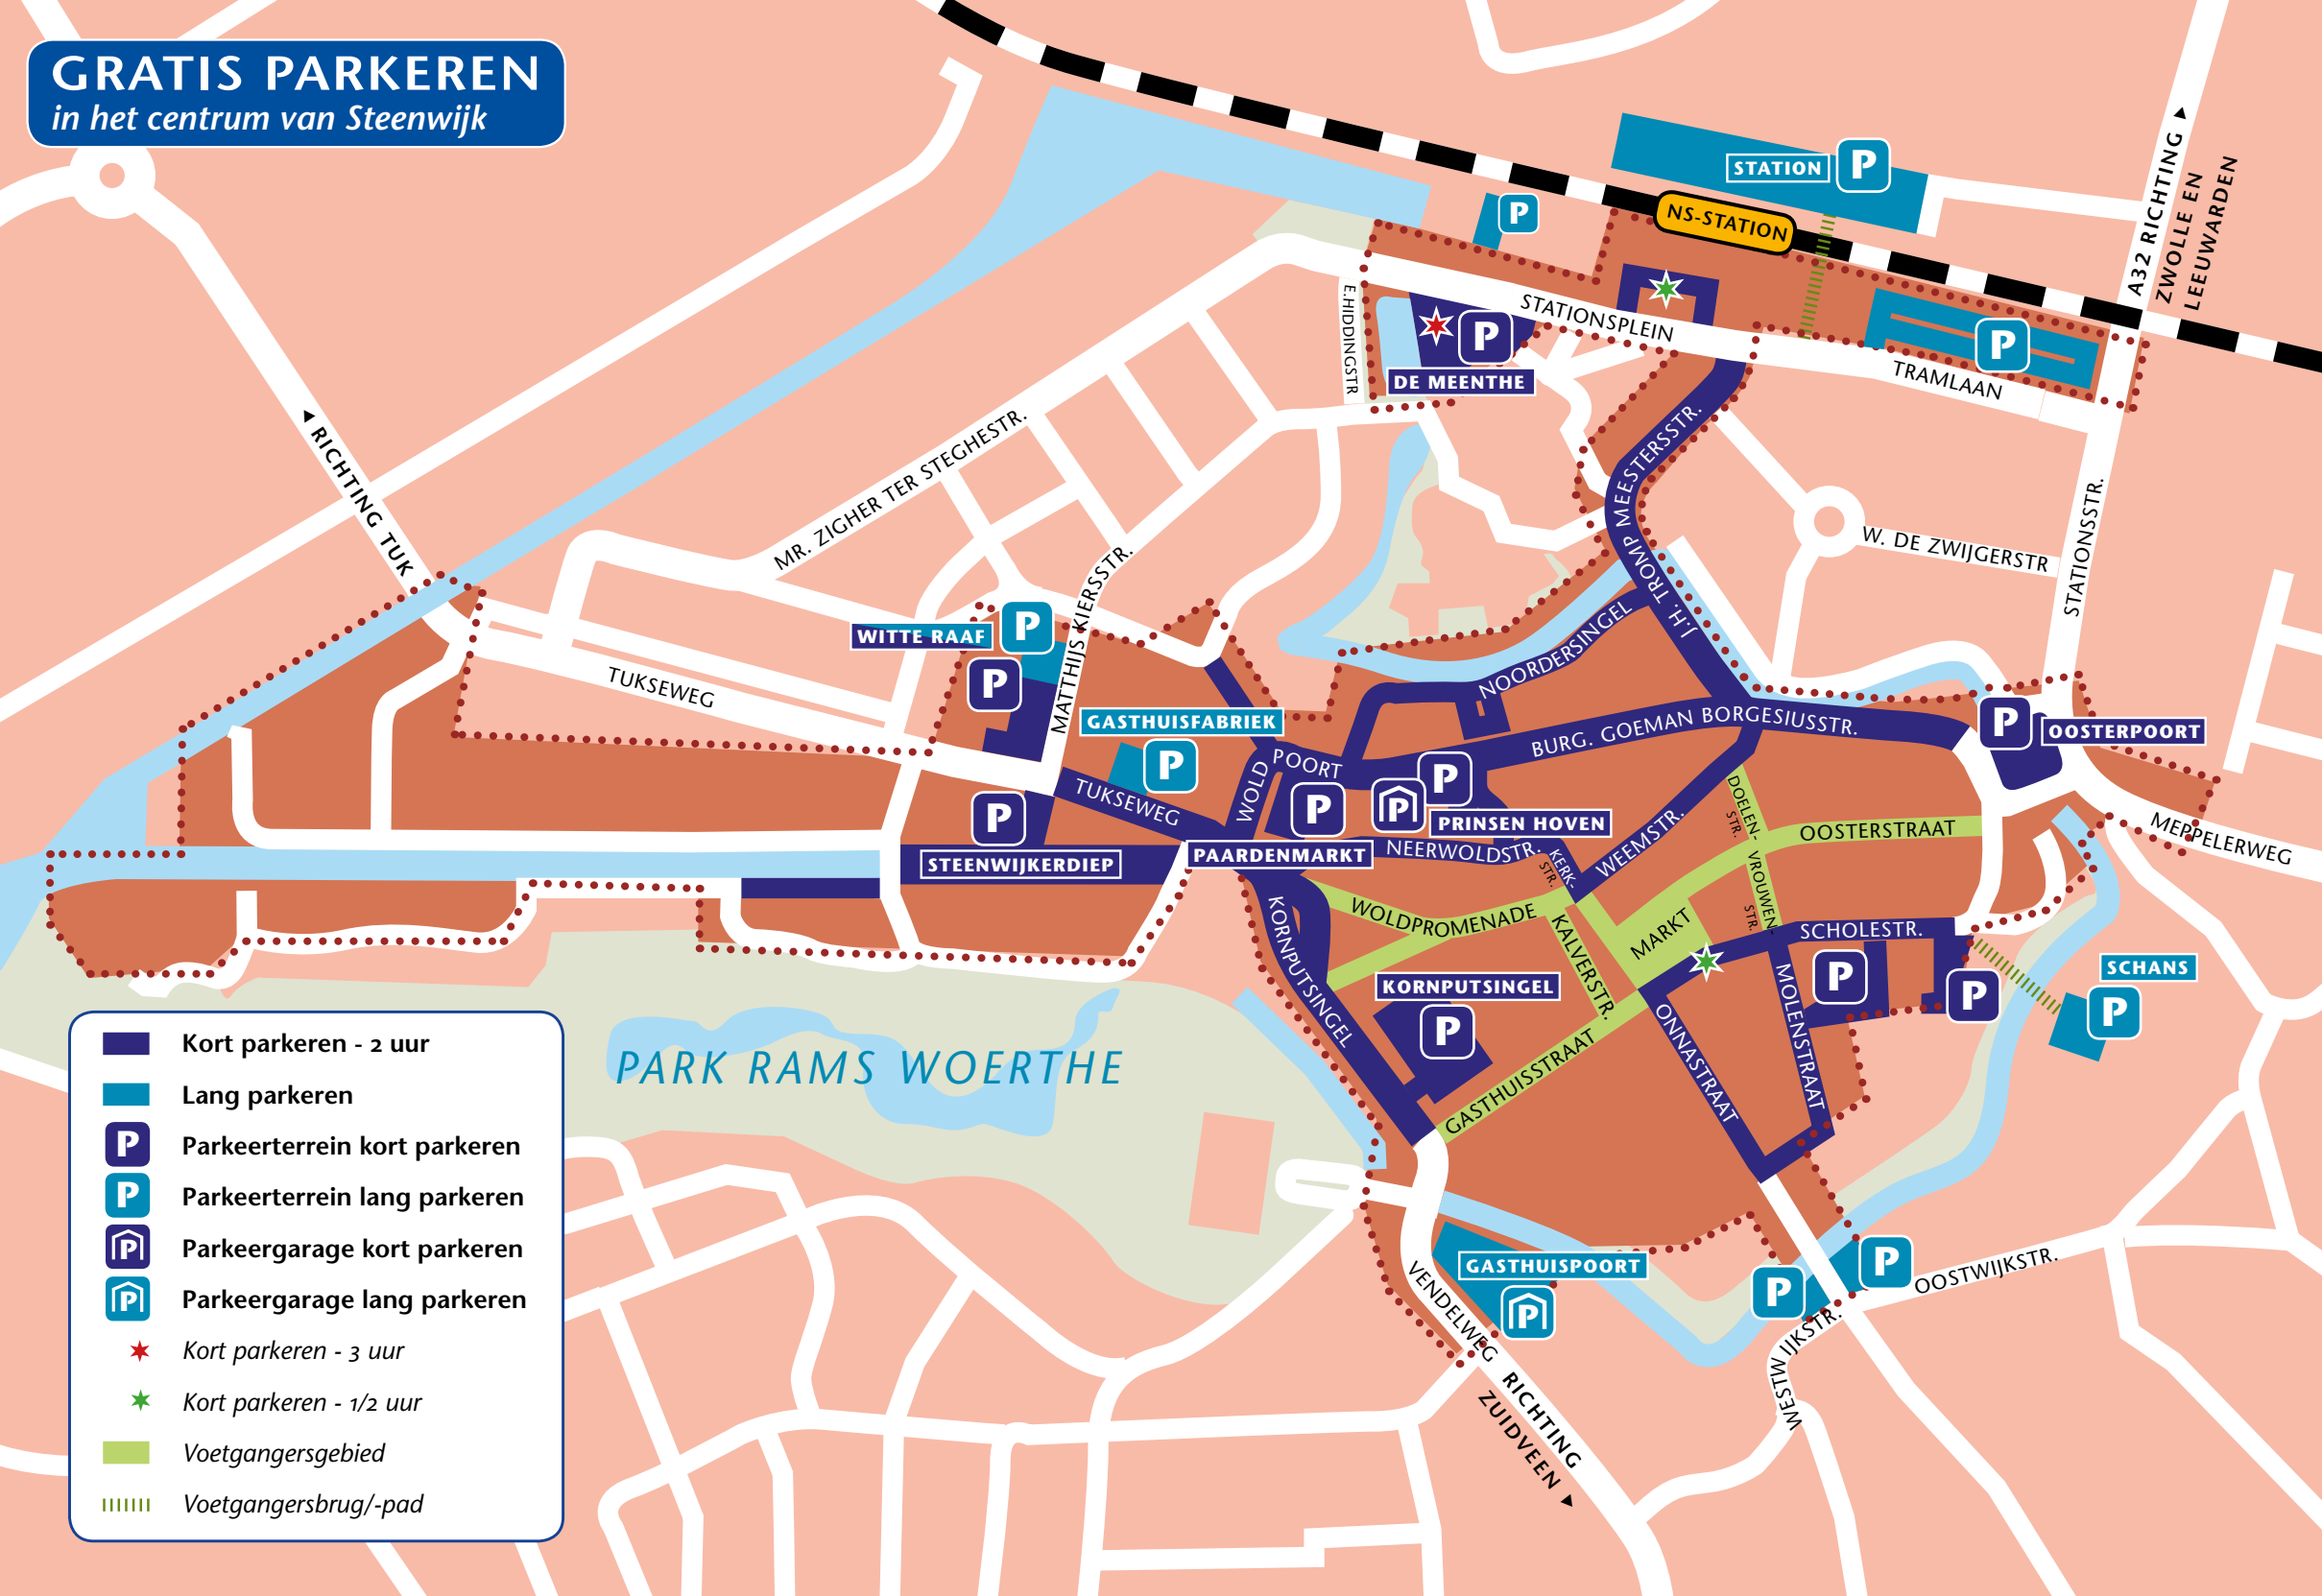 GRATIS PARKEREN
in het centrum van Steenwijk
STATION
P
P
NS-STATION
A32 RICHTING ▲
ZWOLLE EN
LEEUWARDEN
E.HIDDINGSTR
STATIONSPLEIN
P
DE MEENTHE
P
TRAMLAAN
◄ RICHTING TUK
MR. ZIGHER TER STEGHESTR.
J.H. TROMP MEESTERSSTR.
W. DE ZWIJGERSTR
STATIONSSTR.
MATTHIJS KIERSSTR.
WITTE RAAF
P
P
NOORDERSINGEL
TUKSEWEG
GASTHUISFABRIEK
P
BURG. GOEMAN BORGESIUSSTR.
P
OOSTERPOORT
WOLD
POORT
TUKSEWEG
P
P
P
P
PRINSEN HOVEN
DOELEN-
STR.
OOSTERSTRAAT
MEPPELERWEG
STEENWIJKERDIEP
PAARDENMARKT
NEERWOLDSTR.
KERK-
STR.
WEEMSTR.
VROUWEN-
STR.
WOLDPROMENADE
KALVERSTR.
MARKT
SCHOLESTR.
KORNPUTSINGEL
KORNPUTSINGEL
P
P
P
SCHANS
P
MOLENSTRAAT
ONNASTRAAT
GASTHUISSTRAAT
PARK RAMS WOERTHE
GASTHUISPOORT
P
P
P
OOSTWIJKSTR.
WESTWIJKSTR.
VENDELWEG
RICHTING
ZUIDVEEN ►
Kort parkeren - 2 uur
Lang parkeren
P Parkeerterrein kort parkeren
P Parkeerterrein lang parkeren
P Parkeergarage kort parkeren
P Parkeergarage lang parkeren
Kort parkeren - 3 uur
Kort parkeren - 1/2 uur
Voetgangersgebied
Voetgangersbrug/-pad